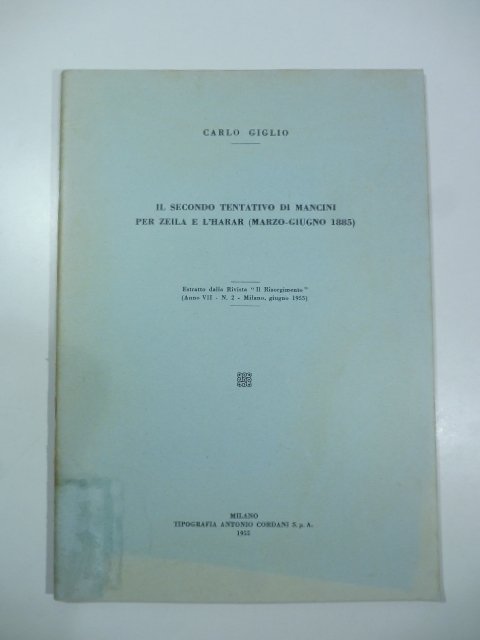 CARLO GIGLIO
IL SECONDO TENTATIVO DI MANCINI
PER ZEILA E L'HARAR (MARZO-GIUGNO 1885)
Estratto dalla Rivista "Il Risorgimento"
(Anno VII - N. 2 - Milano, giugno 1955)
MILANO
TIPOGRAFIA ANTONIO CORDANI S. p. A.
1955